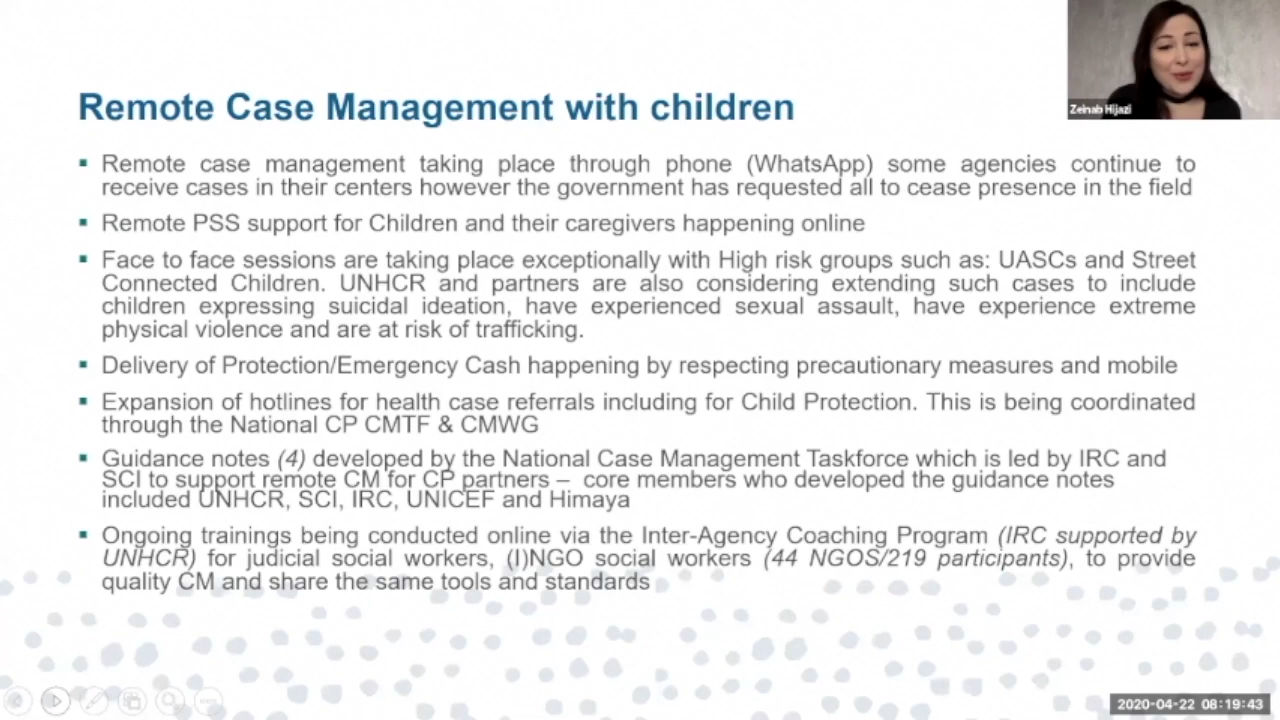 Zeinab Hijazi
Remote Case Management with children
▪ Remote case management taking place through phone (WhatsApp) some agencies continue to
receive cases in their centers however the government has requested all to cease presence in the field
▪ Remote PSS support for Children and their caregivers happening online
▪ Face to face sessions are taking place exceptionally with High risk groups such as: UASCs and Street
Connected Children. UNHCR and partners are also considering extending such cases to include
children expressing suicidal ideation, have experienced sexual assault, have experience extreme
physical violence and are at risk of trafficking.
▪ Delivery of Protection/Emergency Cash happening by respecting precautionary measures and mobile
▪ Expansion of hotlines for health case referrals including for Child Protection. This is being coordinated
through the National CP CMTF & CMWG
▪ Guidance notes (4) developed by the National Case Management Taskforce which is led by IRC and
SCI to support remote CM for CP partners – core members who developed the guidance notes
included UNHCR, SCI, IRC, UNICEF and Himaya
▪ Ongoing trainings being conducted online via the Inter-Agency Coaching Program (IRC supported by
UNHCR) for judicial social workers, (I)NGO social workers (44 NGOS/219 participants), to provide
quality CM and share the same tools and standards
2020-04-22 08:19:43